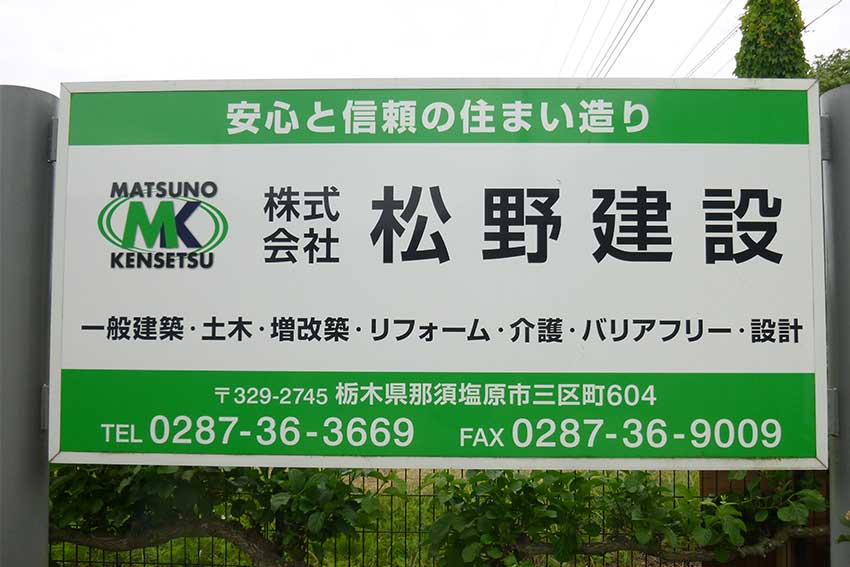 安心と信頼の住まい造り
MATSUNO
MK
KENSETSU
株式
会社
松野建設
一般建築・土木・増改築・リフォーム・介護・バリアフリー・設計
〒329-2745 栃木県那須塩原市三区町604
TEL 0287-36-3669 FAX 0287-36-9009